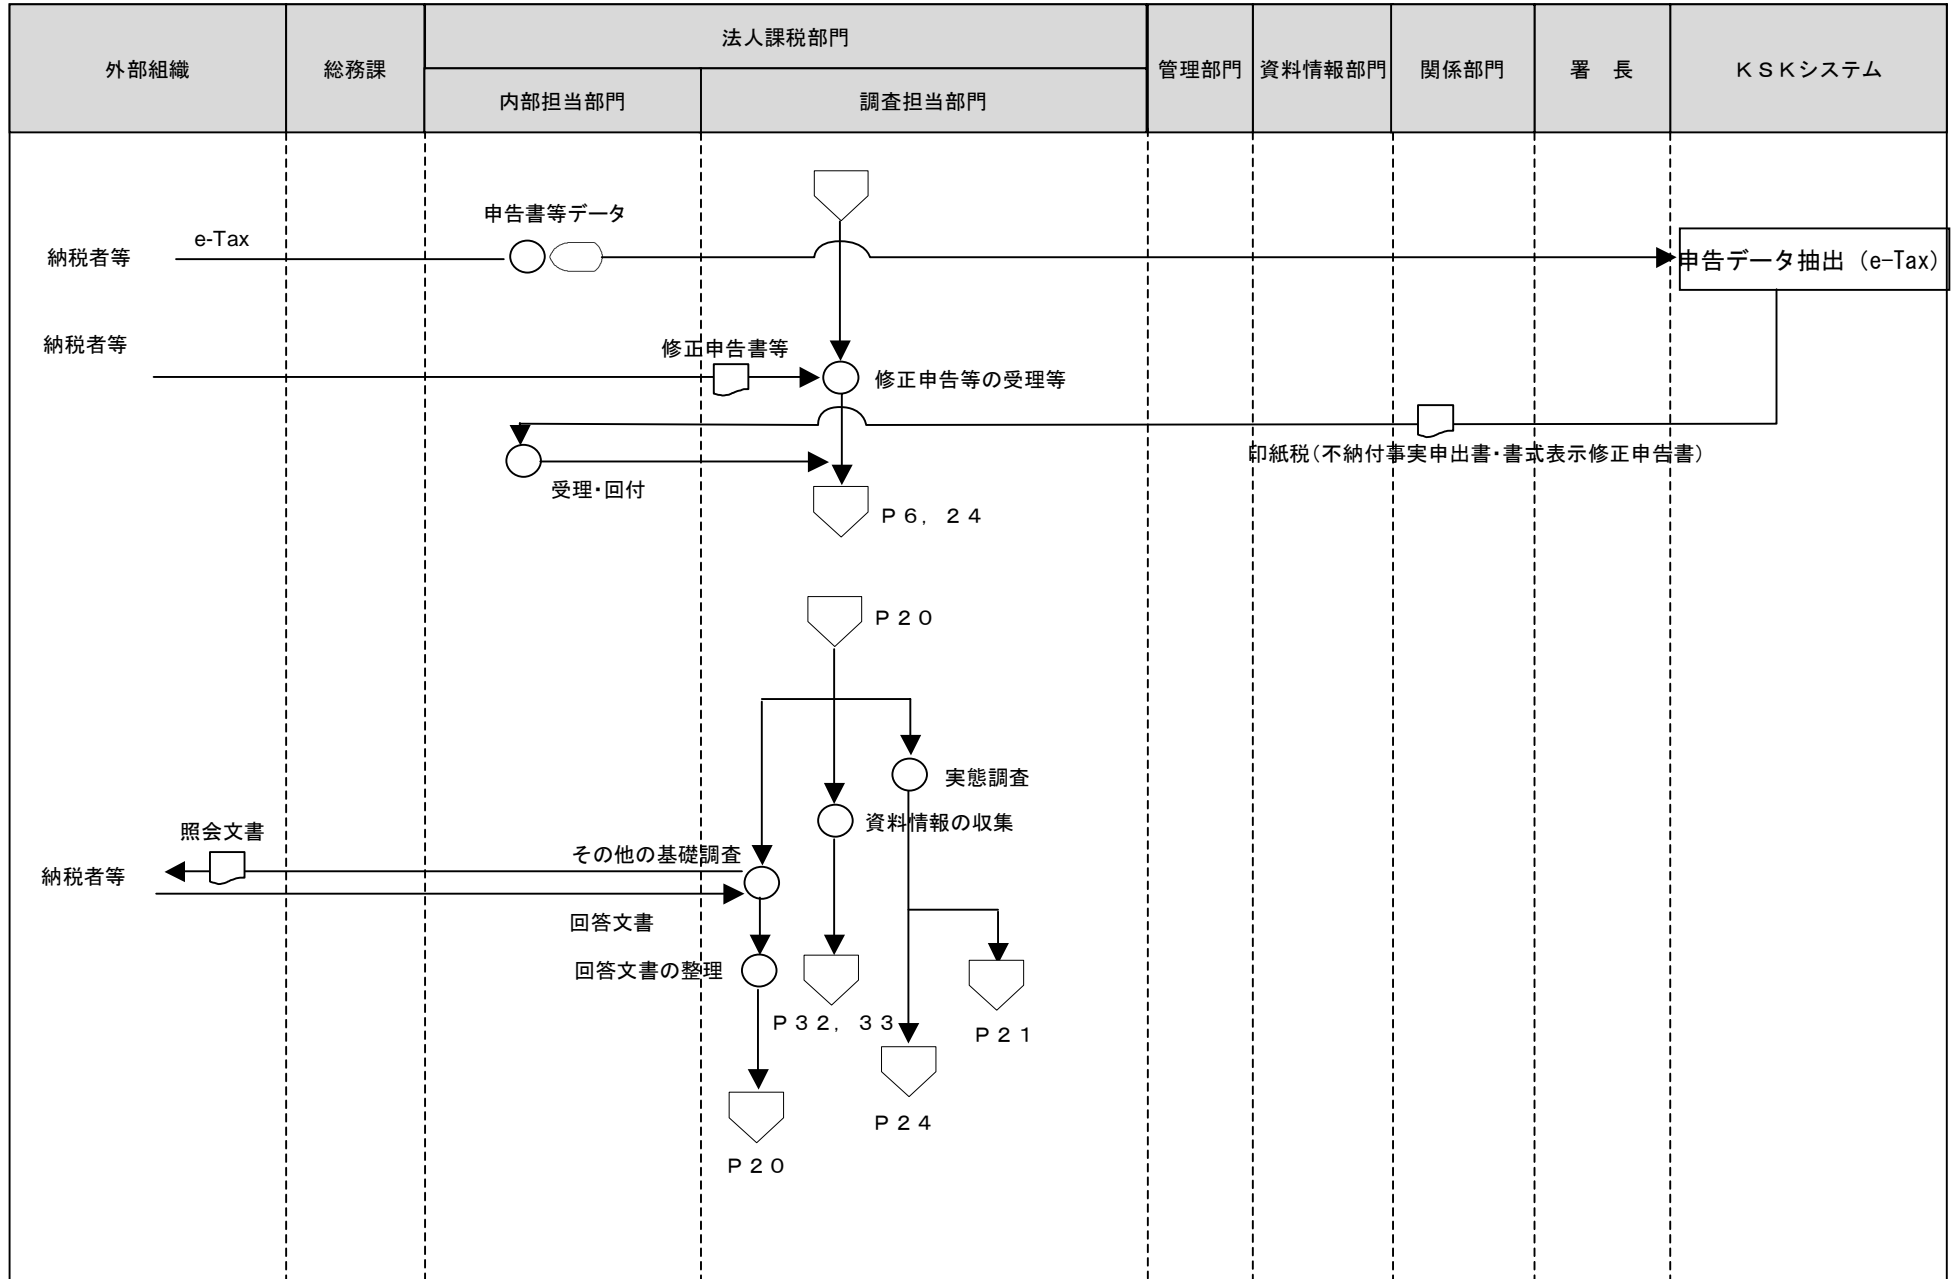 外部組織
総務課
法人課税部門
内部担当部門
調査担当部門
管理部門
資料情報部門
関係部門
署　長
ＫＳＫシステム
申告書等データ
納税者等
e-Tax
申告データ抽出（e-Tax）
納税者等
修正申告書等
修正申告等の受理等
印紙税（不納付事実申出書・書式表示修正申告書）
受理・回付
Ｐ６，２４
Ｐ２０
実態調査
資料情報の収集
照会文書
その他の基礎調査
納税者等
回答文書
回答文書の整理
Ｐ３２，３３
Ｐ２１
Ｐ２４
Ｐ２０